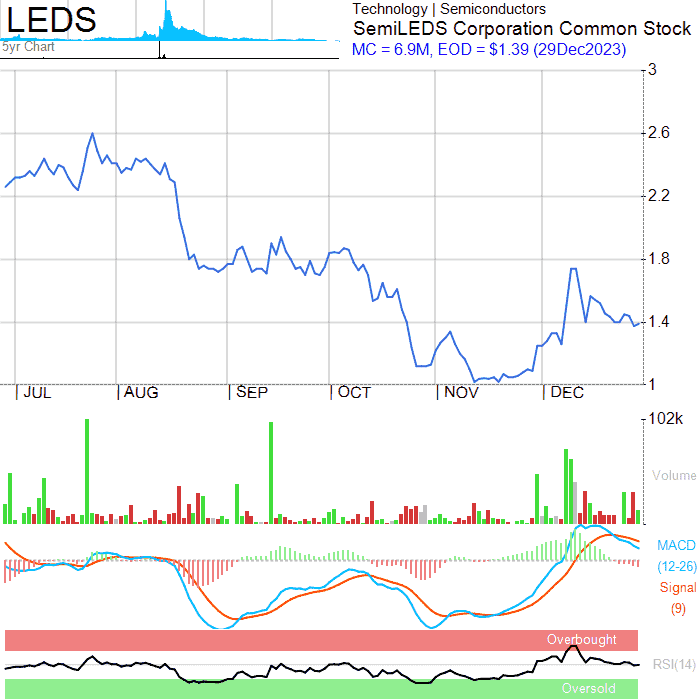 LEDS
5yr Chart
Technology | Semiconductors
SemiLEDS Corporation Common Stock
MC = 6.9M, EOD = $1.39 (29Dec2023)
3
2.6
2.2
1.8
1.4
1
JUL AUG SEP OCT NOV DEC
102k
Volume
MACD
(12-26)
Signal
(9)
Overbought
RSI(14)
Oversold